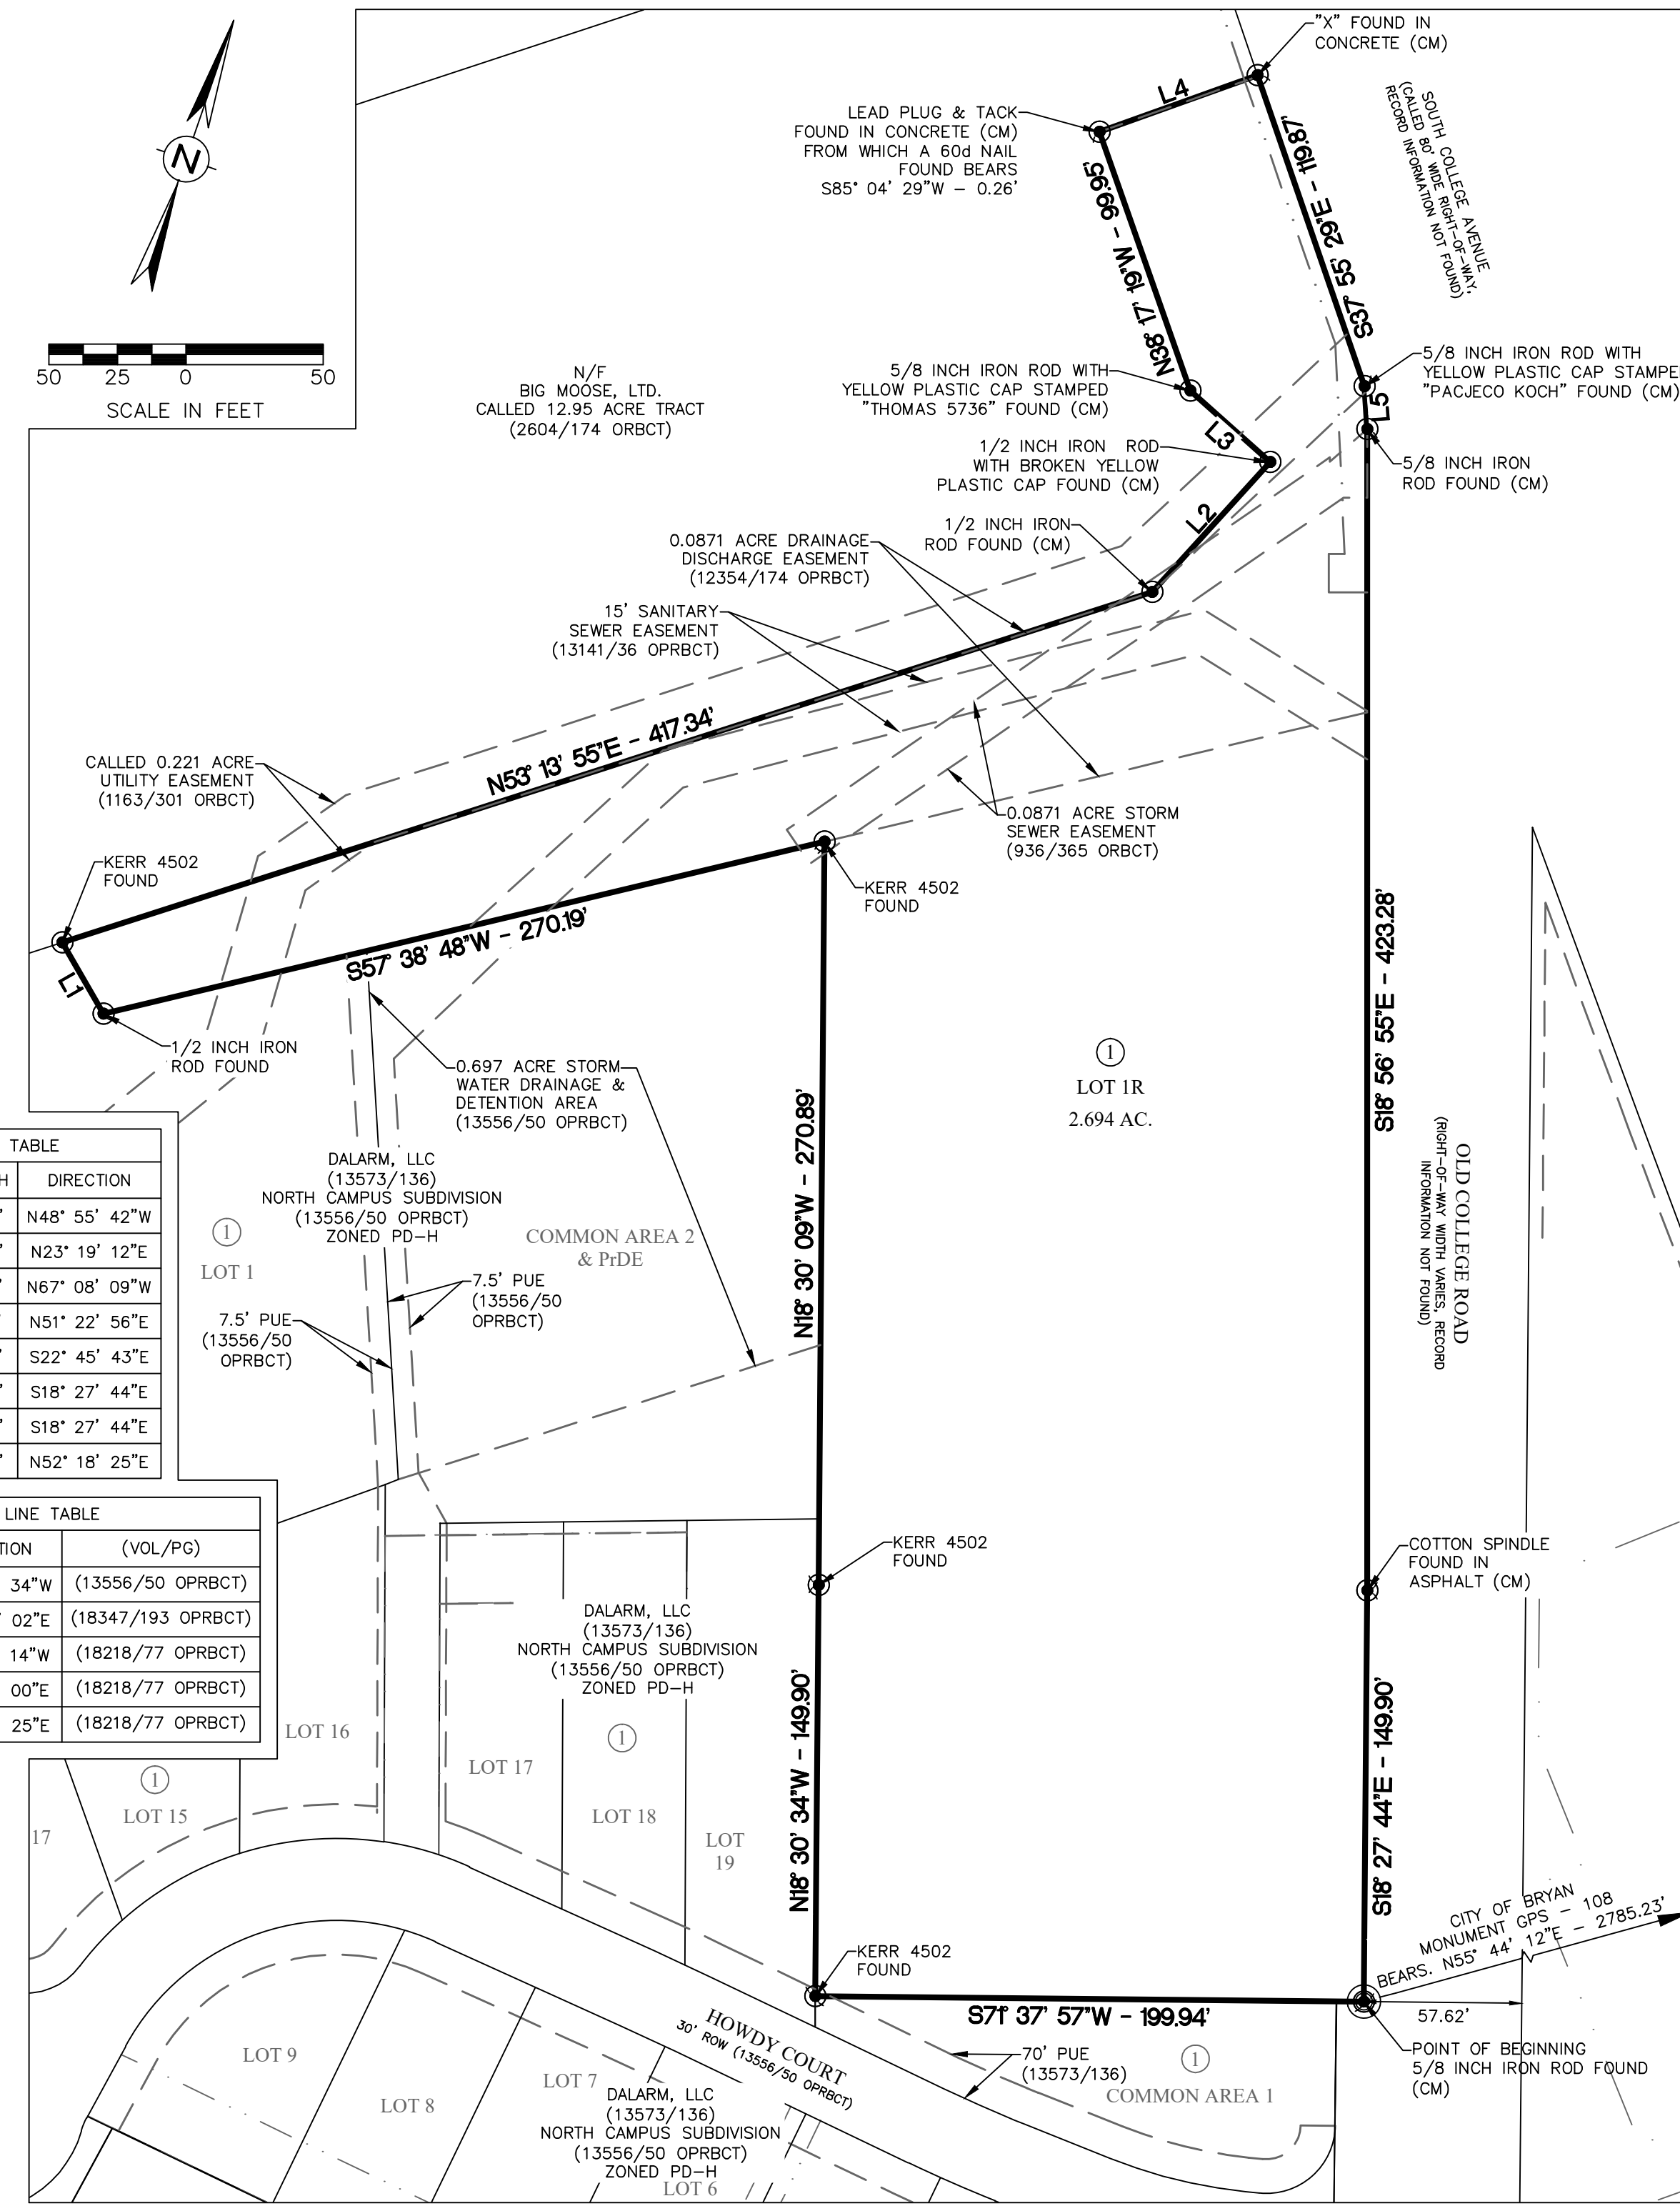 "X" FOUND IN
CONCRETE (CM)
N
50 25 0 50
SCALE IN FEET
LEAD PLUG & TACK
FOUND IN CONCRETE (CM)
FROM WHICH A 60d NAIL
FOUND BEARS
S85° 04' 29"W - 0.26'
L4
SOUTH COLLEGE AVENUE
(CALLED 80' WIDE RIGHT-OF-WAY,
RECORD INFORMATION NOT FOUND)
N38° 17' 19"W - 99.95'
S37° 55' 29"E - 119.87'
N/F
BIG MOOSE, LTD.
CALLED 12.95 ACRE TRACT
(2604/174 ORBCT)
5/8 INCH IRON ROD WITH
YELLOW PLASTIC CAP STAMPED
"THOMAS 5736" FOUND (CM)
5/8 INCH IRON ROD WITH
YELLOW PLASTIC CAP STAMPE
"PACJECO KOCH" FOUND (CM)
L5
L3
1/2 INCH IRON ROD
WITH BROKEN YELLOW
PLASTIC CAP FOUND (CM)
5/8 INCH IRON
ROD FOUND (CM)
L2
1/2 INCH IRON
ROD FOUND (CM)
0.0871 ACRE DRAINAGE
DISCHARGE EASEMENT
(12354/174 OPRBCT)
15' SANITARY
SEWER EASEMENT
(13141/36 OPRBCT)
N53° 13' 55"E - 417.34'
CALLED 0.221 ACRE
UTILITY EASEMENT
(1163/301 ORBCT)
0.0871 ACRE STORM
SEWER EASEMENT
(936/365 ORBCT)
KERR 4502
FOUND
KERR 4502
FOUND
S57° 38' 48"W - 270.19'
L1
1/2 INCH IRON
ROD FOUND
0.697 ACRE STORM
WATER DRAINAGE &
DETENTION AREA
(13556/50 OPRBCT)
S18° 56' 55"E - 423.28'
1
LOT 1R
2.694 AC.
N18° 30' 09"W - 270.89'
OLD COLLEGE ROAD
(RIGHT-OF-WAY WIDTH VARIES, RECORD
INFORMATION NOT FOUND)
TABLE
H DIRECTION
' N48° 55' 42"W
' N23° 19' 12"E
' N67° 08' 09"W
N51° 22' 56"E
' S22° 45' 43"E
' S18° 27' 44"E
' S18° 27' 44"E
' N52° 18' 25"E
DALARM, LLC
(13573/136)
NORTH CAMPUS SUBDIVISION
(13556/50 OPRBCT)
ZONED PD-H
1
LOT 1
COMMON AREA 2
& PrDE
7.5' PUE
(13556/50
OPRBCT)
7.5' PUE
(13556/50
OPRBCT)
LINE TABLE
TION (VOL/PG)
34"W (13556/50 OPRBCT)
' 02"E (18347/193 OPRBCT)
14"W (18218/77 OPRBCT)
00"E (18218/77 OPRBCT)
25"E (18218/77 OPRBCT)
KERR 4502
FOUND
COTTON SPINDLE
FOUND IN
ASPHALT (CM)
DALARM, LLC
(13573/136)
NORTH CAMPUS SUBDIVISION
(13556/50 OPRBCT)
ZONED PD-H
1
N18° 30' 34"W - 149.90'
S18° 27' 44"E - 149.90'
LOT 16
LOT 17
LOT 18
LOT
19
1
LOT 15
17
CITY OF BRYAN
MONUMENT GPS - 108
BEARS. N55° 44' 12"E - 2785.23'
KERR 4502
FOUND
S71° 37' 57"W - 199.94'
57.62'
POINT OF BEGINNING
5/8 INCH IRON ROD FOUND
(CM)
HOWDY COURT
30' ROW (13556/50 OPRBCT)
70' PUE
(13573/136)
1
COMMON AREA 1
LOT 9
LOT 8
LOT 7
DALARM, LLC
(13573/136)
NORTH CAMPUS SUBDIVISION
(13556/50 OPRBCT)
ZONED PD-H
LOT 6